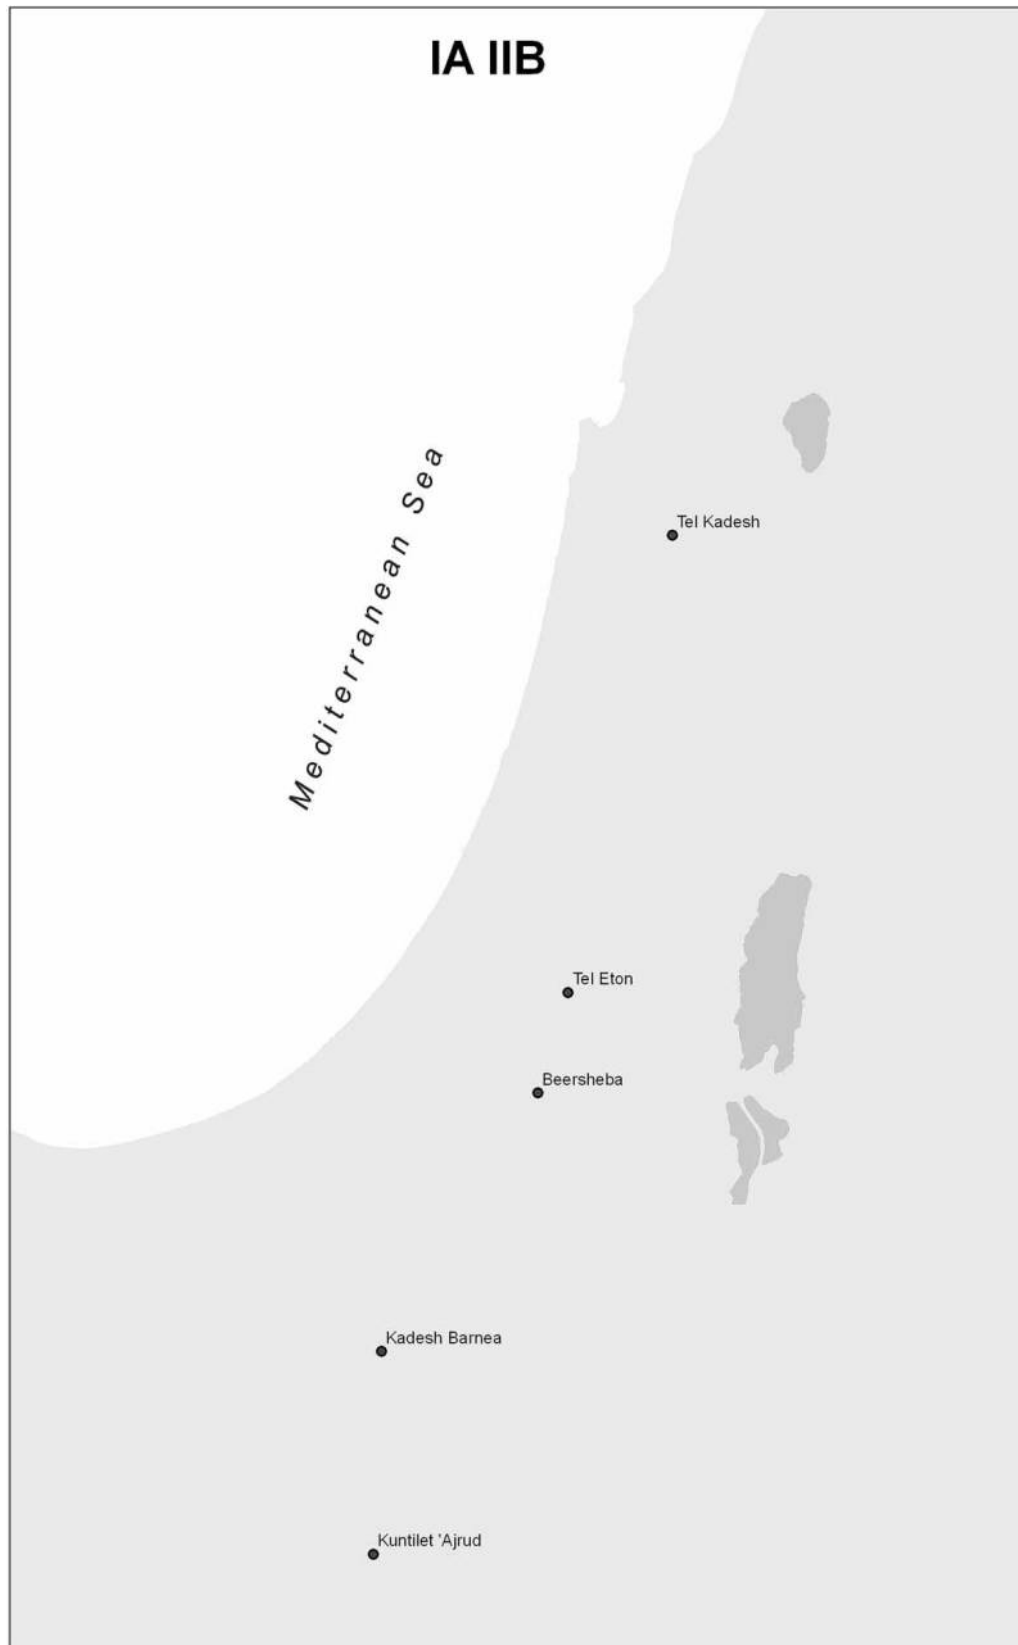 IA IIB
Mediterranean Sea
Tel Kadesh
Tel Eton
Beersheba
Kadesh Barnea
Kuntilet 'Ajrud